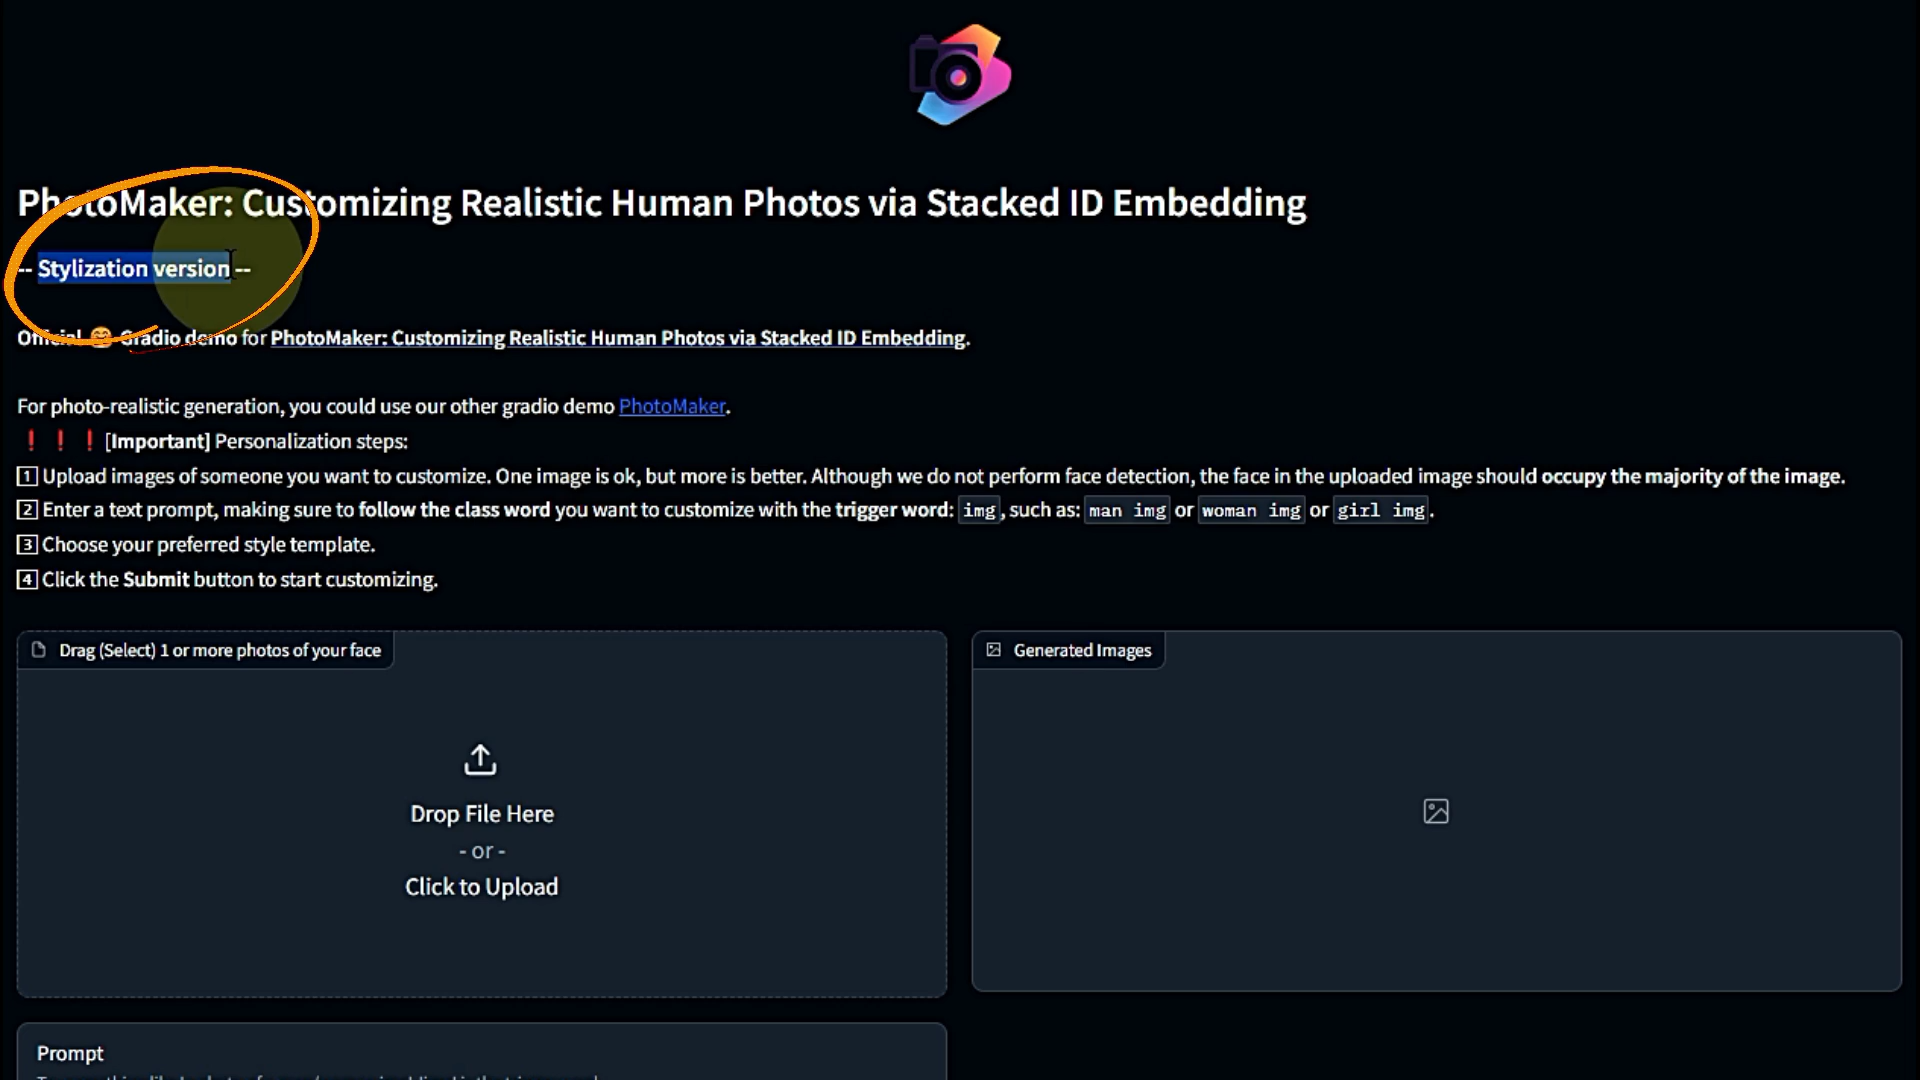 PhotoMaker: Customizing Realistic Human Photos via Stacked ID Embedding
-- Stylization version --
Official 🤗 Gradio demo for PhotoMaker: Customizing Realistic Human Photos via Stacked ID Embedding.
For photo-realistic generation, you could use our other gradio demo PhotoMaker.
❗ ❗ ❗ [Important] Personalization steps:
1 Upload images of someone you want to customize. One image is ok, but more is better. Although we do not perform face detection, the face in the uploaded image should occupy the majority of the image.
2 Enter a text prompt, making sure to follow the class word you want to customize with the trigger word: img, such as: man img or woman img or girl img.
3 Choose your preferred style template.
4 Click the Submit button to start customizing.
Drag (Select) 1 or more photos of your face
Generated Images
Drop File Here
- or -
Click to Upload
Prompt